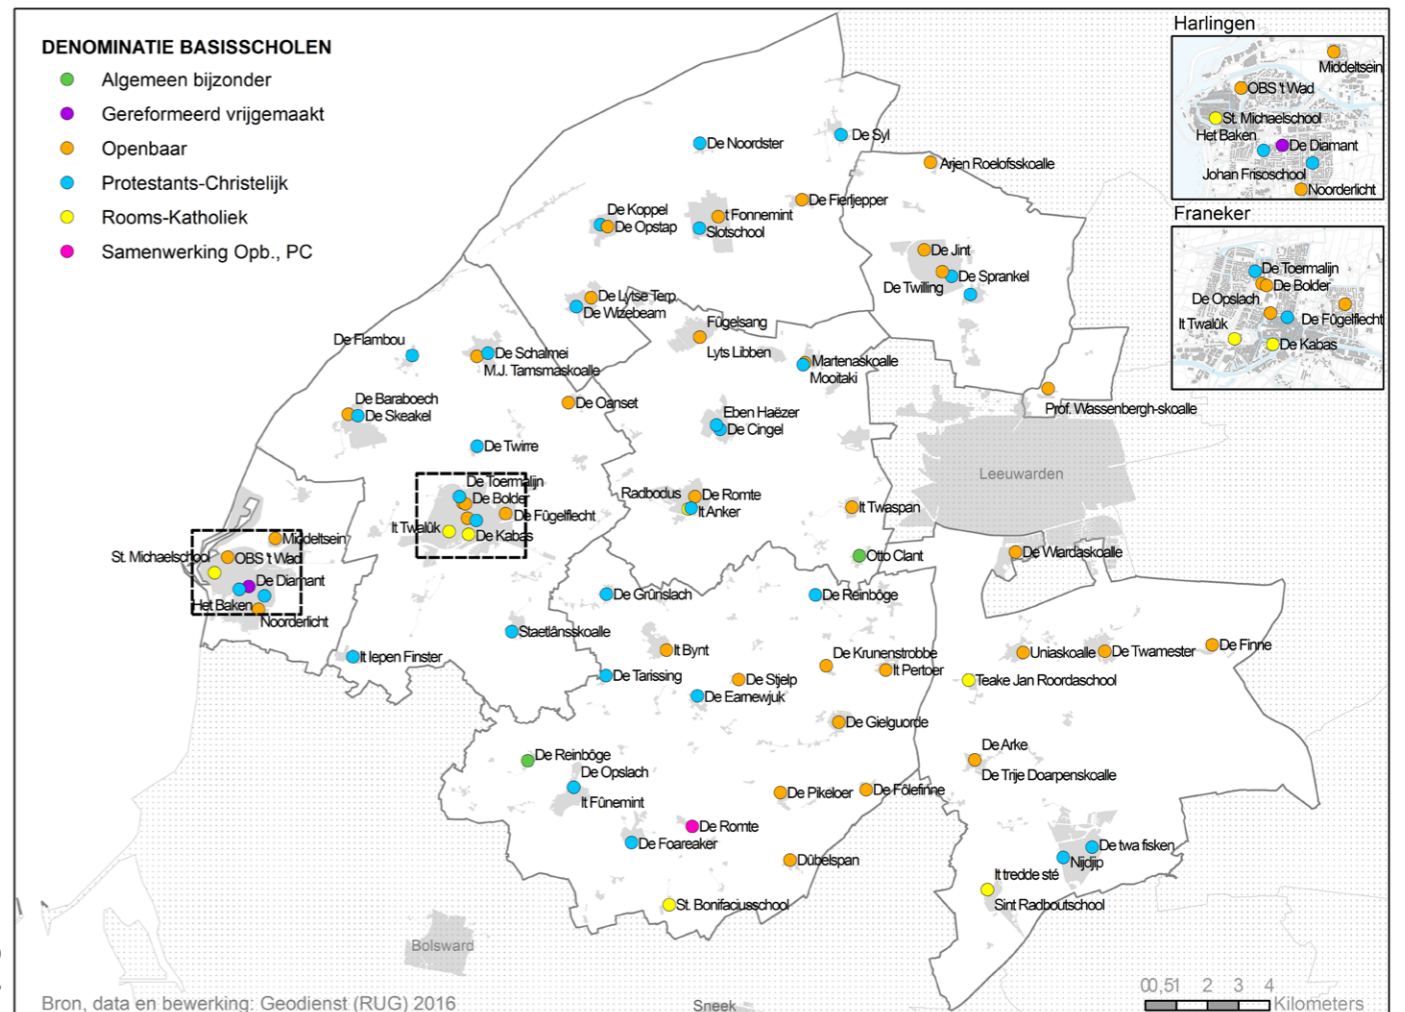 DENOMINATIE BASISSCHOLEN
Algemeen bijzonder
Gereformeerd vrijgemaakt
Openbaar
Protestants-Christelijk
Rooms-Katholiek
Samenwerking Opb., PC
Harlingen
Middeltsein
OBS 't Wad
St. Michaelschool
Het Baken
De Diamant
Johan Frisoschool
Noorderlicht
Franeker
De Toermalijn
De Bolder
De Opslach
De Fûgelflecht
It Twalûk
De Kabas
De Noordster
De Syl
Arjen Roelofsskoalle
De Fierljepper
De Koppel
De Opstap
t Fonnemint
Slotschool
De Jint
De Sprankel
De Twilling
De Lytse Terp
De Wizebeam
Fûgelsang
Lyts Libben
De Flambou
De Schalmei
M.J. Tamsmaskoalle
Martenaskoalle
Mooitaki
De Baraboech
De Skeakel
De Oanset
Prof. Wassenbergh-skoalle
Eben Haëzer
De Cingel
De Twirre
Leeuwarden
De Toermalijn
De Bolder
De Fûgelflecht
It Twalûk
De Kabas
Radbodus
De Romte
It Anker
It Twaspan
Middeltsein
St. Michaelschool
OBS 't Wad
De Diamant
Het Baken
Noorderlicht
Otto Clant
De Wiardaskoalle
De Grûnslach
De Reinbôge
Staetlânsskoalle
It Iepen Finster
It Bynt
De Krunenstrobbe
It Pertoer
Uniaskoalle
De Twamester
De Finne
De Tarissing
De Stjelp
De Earnewjuk
Teake Jan Roordaschool
De Gielguorde
De Arke
De Trije Doarpenskoalle
De Reinbôge
De Opslach
It Fûnemint
De Pikeloer
De Fôlefinne
De Romte
De Foareaker
Dûbelspan
De twa fisken
Nijdjip
It tredde sté
Sint Radboutschool
St. Bonifaciusschool
Bolsward
Sneek
Bron, data en bewerking: Geodienst (RUG) 2016
0 0,5 1 2 3 4
Kilometers